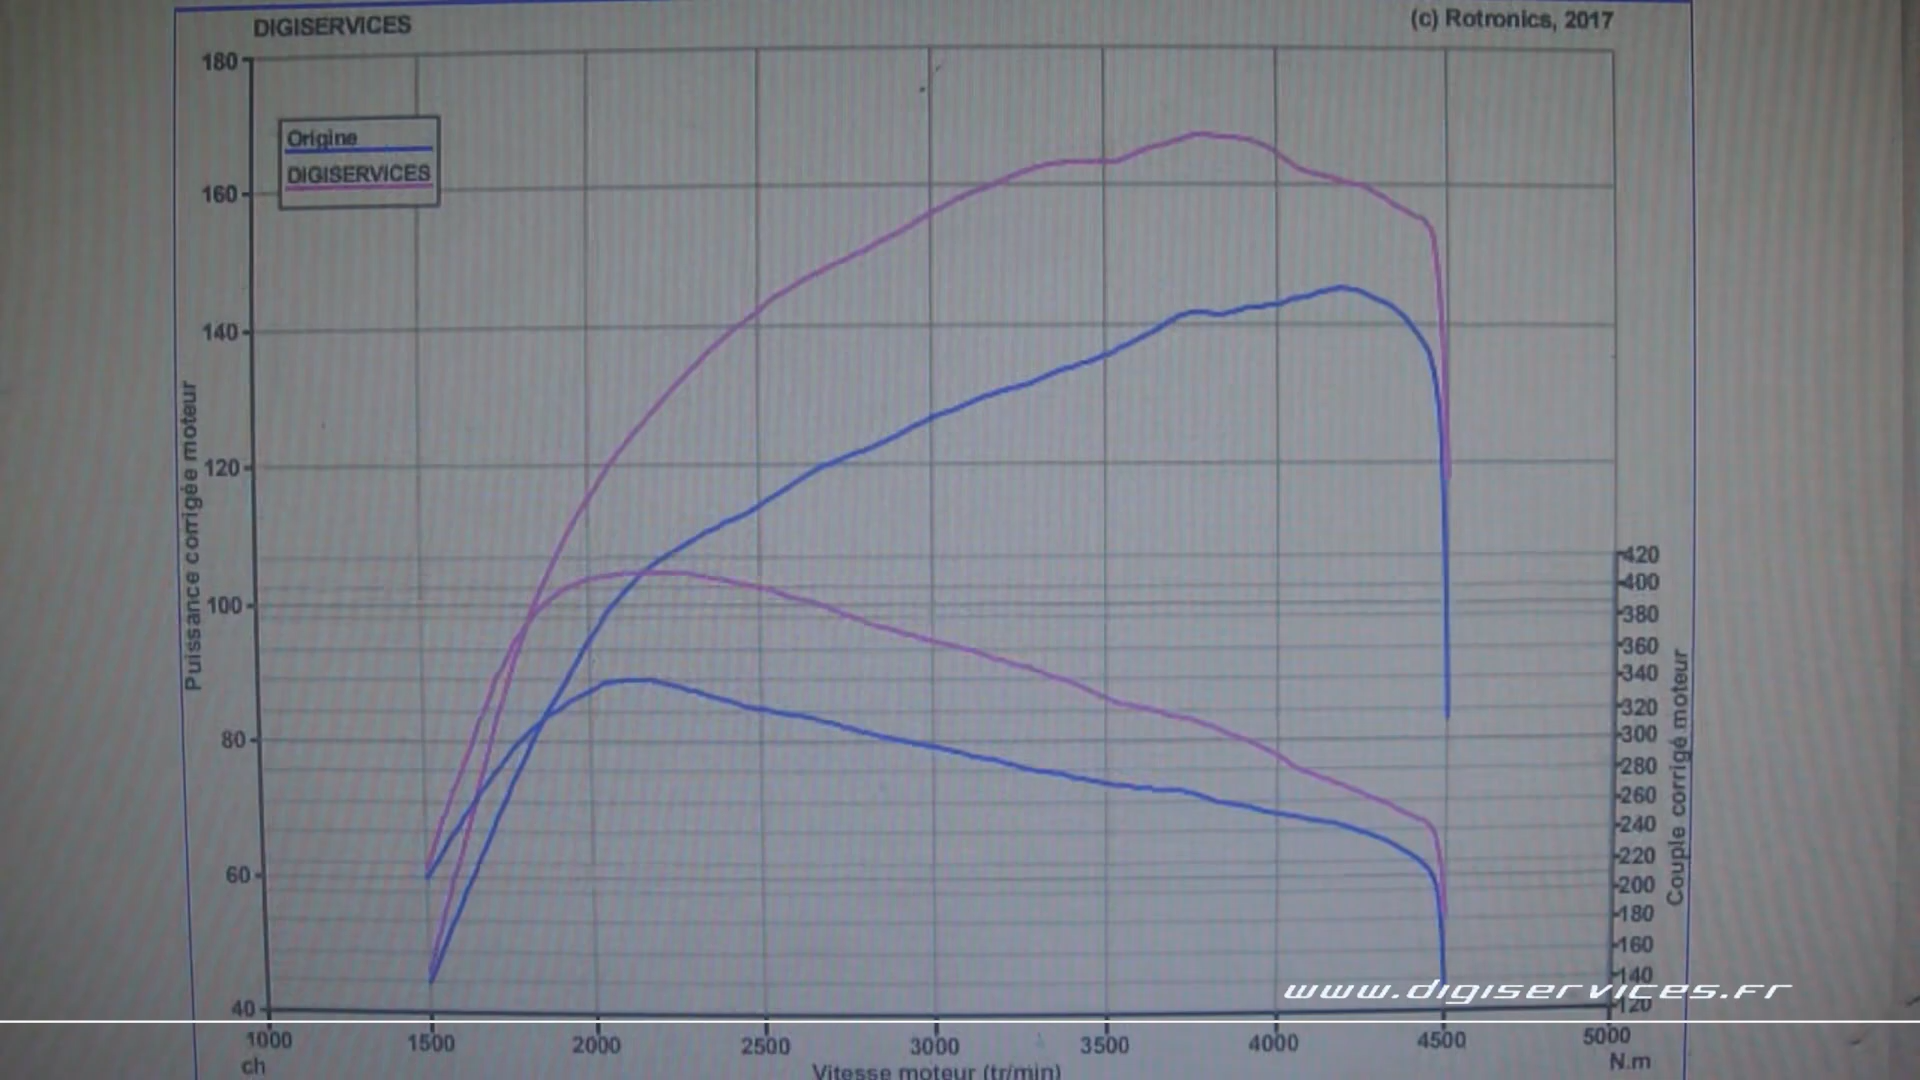 DIGISERVICES
(c) Rotronics, 2017
Origine
DIGISERVICES
180
160
140
120
100
80
60
40
Puissance corrigée moteur
420
400
380
360
340
320
300
280
260
240
220
200
180
160
140
120
Couple corrigé moteur
1000 1500 2000 2500 3000 3500 4000 4500 5000
ch
Vitesse moteur (tr/min)
N.m
www.digiservices.fr